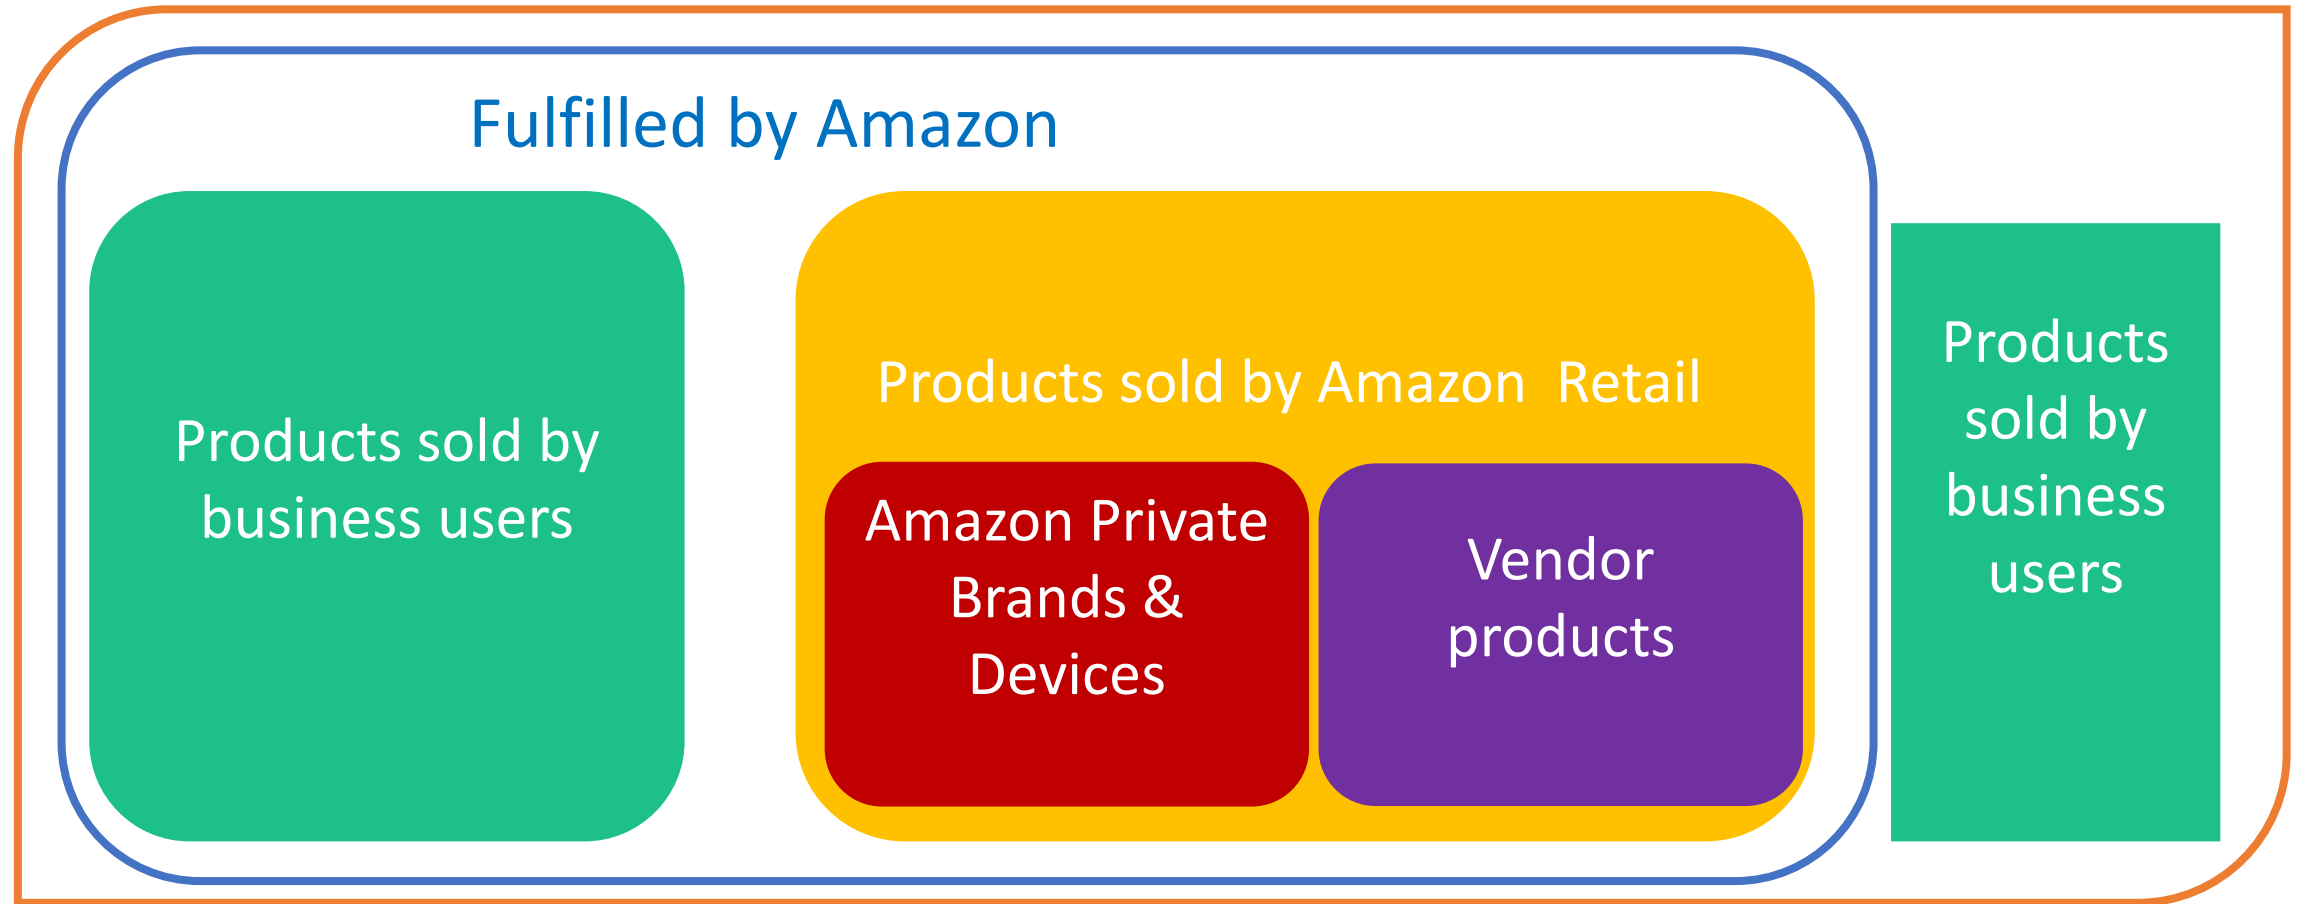 Fulfilled by Amazon
Products sold by
business users
Products sold by Amazon  Retail
Amazon Private
Brands &
Devices
Vendor
products
Products
sold by
business
users